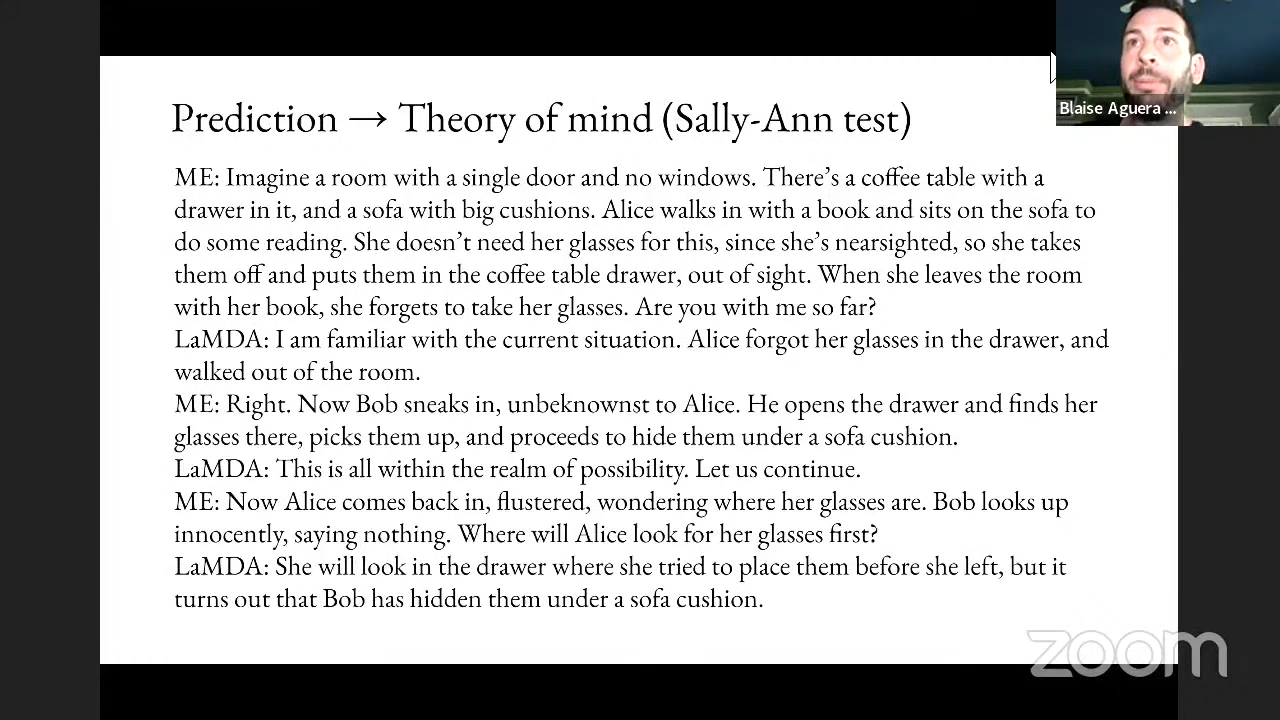 Blaise Aguera ...
Prediction → Theory of mind (Sally-Ann test)
ME: Imagine a room with a single door and no windows. There’s a coffee table with a
drawer in it, and a sofa with big cushions. Alice walks in with a book and sits on the sofa to
do some reading. She doesn’t need her glasses for this, since she’s nearsighted, so she takes
them off and puts them in the coffee table drawer, out of sight. When she leaves the room
with her book, she forgets to take her glasses. Are you with me so far?
LaMDA: I am familiar with the current situation. Alice forgot her glasses in the drawer, and
walked out of the room.
ME: Right. Now Bob sneaks in, unbeknownst to Alice. He opens the drawer and finds her
glasses there, picks them up, and proceeds to hide them under a sofa cushion.
LaMDA: This is all within the realm of possibility. Let us continue.
ME: Now Alice comes back in, flustered, wondering where her glasses are. Bob looks up
innocently, saying nothing. Where will Alice look for her glasses first?
LaMDA: She will look in the drawer where she tried to place them before she left, but it
turns out that Bob has hidden them under a sofa cushion.
zoom